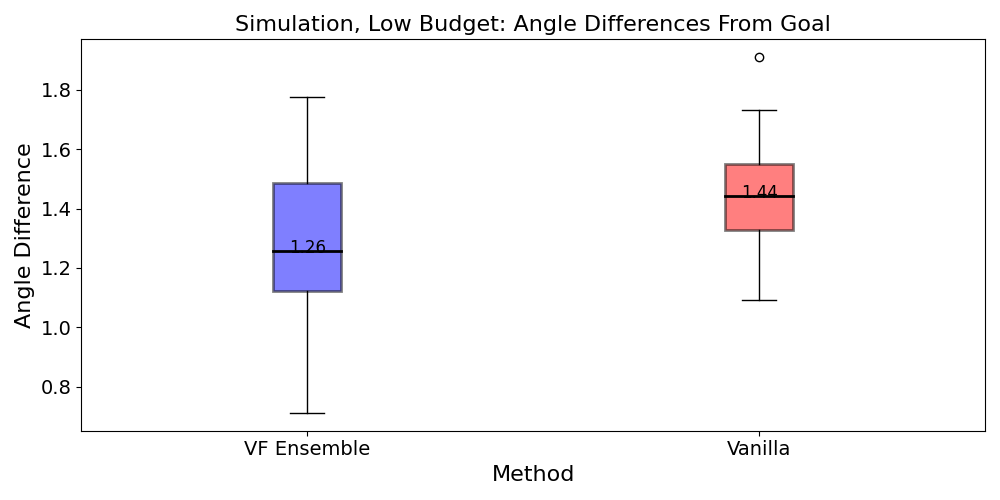 Simulation, Low Budget: Angle Differences From Goal
Angle Difference
1.8
1.6
1.4
1.2
1.0
0.8
1.26
1.44
VF Ensemble
Vanilla
Method